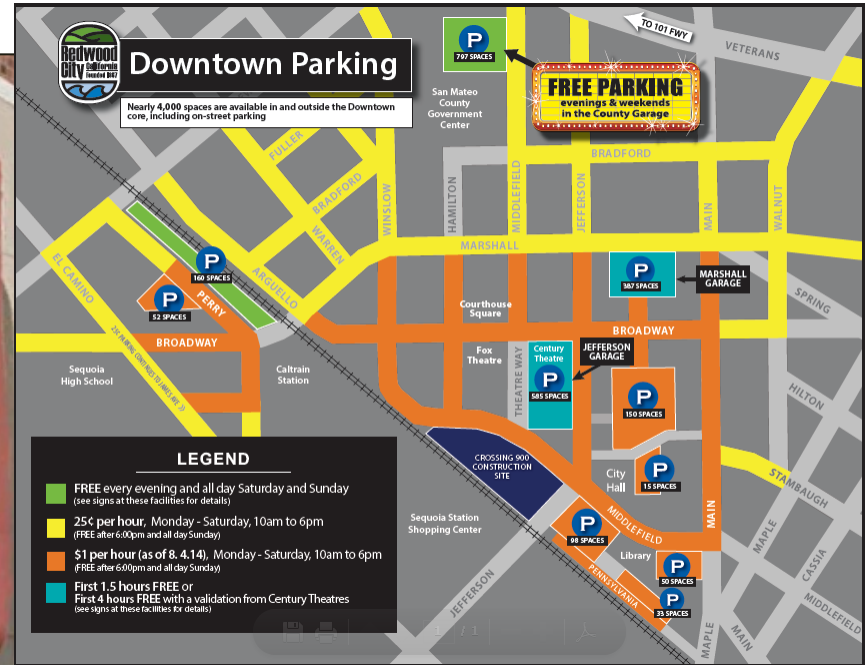 Redwood
City California
Founded 1867
Downtown Parking
Nearly 4,000 spaces are available in and outside the Downtown
core, including on-street parking
P
797 SPACES
San Mateo
County
Government
Center
TO 101 FWY
VETERANS
FREE PARKING
evenings & weekends
in the County Garage
FULLER
BRADFORD
WARREN
WINSLOW
HAMILTON
MIDDLEFIELD
JEFFERSON
BRADFORD
MAIN
WALNUT
MARSHALL
EL CAMINO
ARGUELLO
P
160 SPACES
P
52 SPACES
PERRY
BROADWAY
25¢ PARKING CONTINUES TO JAMES AVE. >>
Sequoia
High School
Caltrain
Station
P
387 SPACES
MARSHALL
GARAGE
SPRING
Courthouse
Square
BROADWAY
Fox
Theatre
THEATRE WAY
Century
Theatre
P
585 SPACES
JEFFERSON
GARAGE
P
150 SPACES
HILTON
CROSSING 900
CONSTRUCTION
SITE
City
Hall
P
15 SPACES
STAMBAUGH
Sequoia Station
Shopping Center
P
98 SPACES
MIDDLEFIELD
MAIN
MAPLE
CASSIA
Library
P
50 SPACES
PENNSYLVANIA
P
33 SPACES
JEFFERSON
MAPLE
MAIN
MIDDLEFIELD
LEGEND
FREE every evening and all day Saturday and Sunday
(see signs at these facilities for details)
25¢ per hour, Monday - Saturday, 10am to 6pm
(FREE after 6:00pm and all day Sunday)
$1 per hour (as of 8. 4.14), Monday - Saturday, 10am to 6pm
(FREE after 6:00pm and all day Sunday)
First 1.5 hours FREE or
First 4 hours FREE with a validation from Century Theatres
(see signs at these facilities for details)
1 / 1